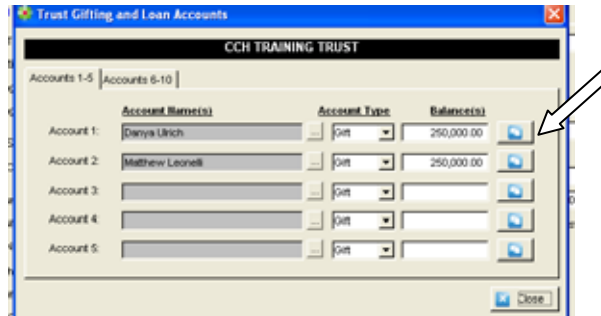 Trust Gifting and Loan Accounts
CCH TRAINING TRUST
Accounts 1-5 Accounts 6-10
Account Name(s) Account Type Balance(s)
Account 1: Danya Ulrich ... Gift 250,000.00
Account 2: Matthew Leonelli ... Gift 250,000.00
Account 3: ... Gift
Account 4: ... Gift
Account 5: ... Gift
Close